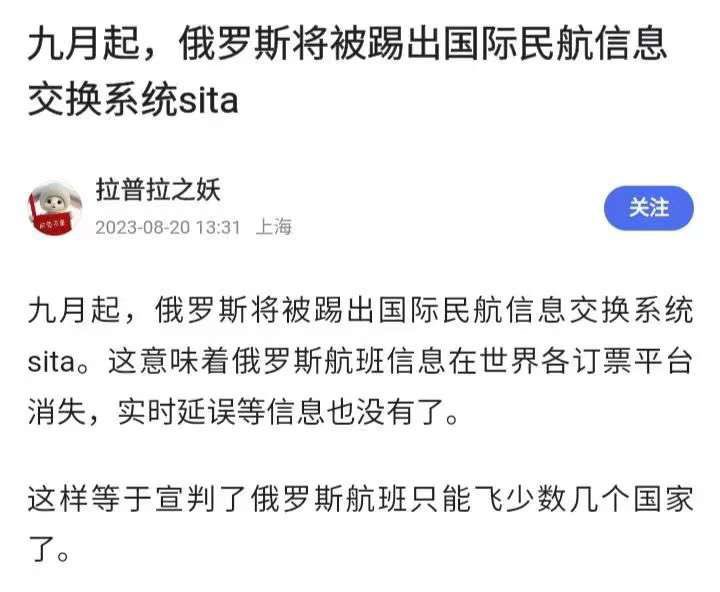 九月起，俄罗斯将被踢出国际民航信息
交换系统sita
拉普拉之妖
2023-08-20 13:31 上海
关注
九月起，俄罗斯将被踢出国际民航信息交换系统
sita。这意味着俄罗斯航班信息在世界各订票平台
消失，实时延误等信息也没有了。
这样等于宣判了俄罗斯航班只能飞少数几个国家
了。